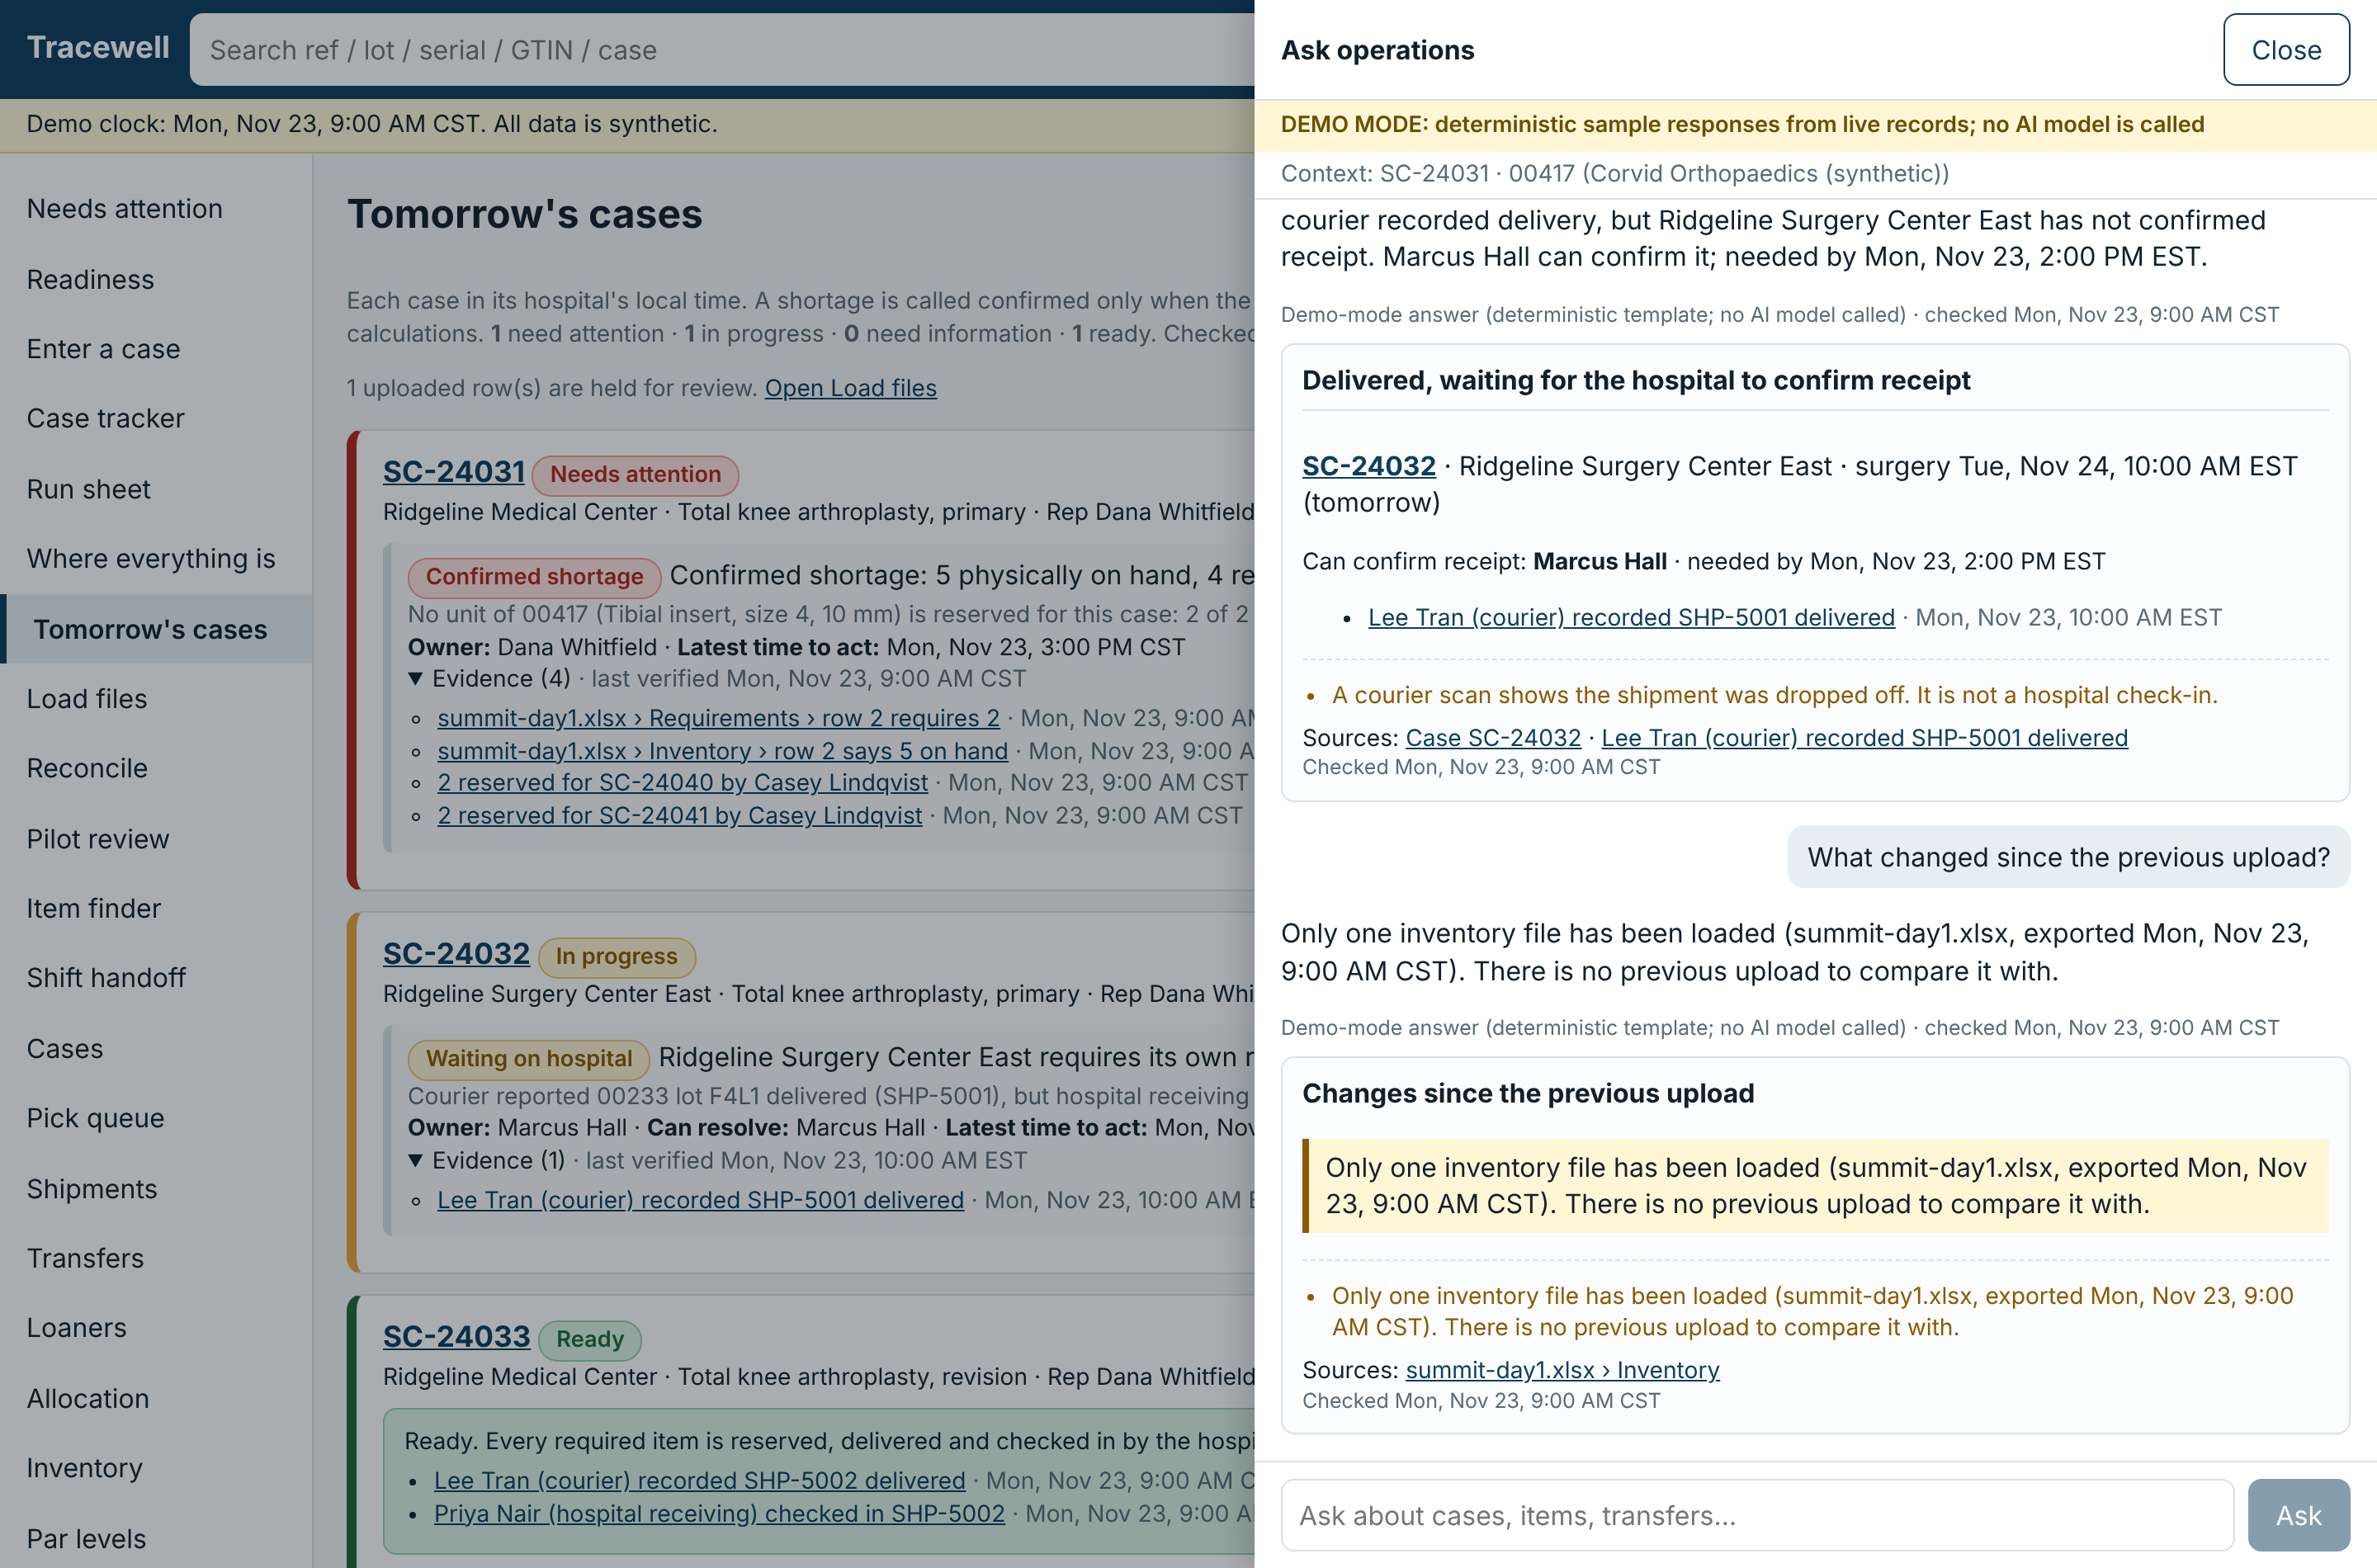 Tracewell
Search ref / lot / serial / GTIN / case
Demo clock: Mon, Nov 23, 9:00 AM CST. All data is synthetic.
Needs attention
Readiness
Enter a case
Case tracker
Run sheet
Where everything is
Tomorrow's cases
Load files
Reconcile
Pilot review
Item finder
Shift handoff
Cases
Pick queue
Shipments
Transfers
Loaners
Allocation
Inventory
Par levels
Tomorrow's cases
Each case in its hospital's local time. A shortage is called confirmed only when the
calculations. 1 need attention · 1 in progress · 0 need information · 1 ready. Checked
1 uploaded row(s) are held for review. Open Load files
SC-24031 Needs attention
Ridgeline Medical Center · Total knee arthroplasty, primary · Rep Dana Whitfield
Confirmed shortage Confirmed shortage: 5 physically on hand, 4 re
No unit of 00417 (Tibial insert, size 4, 10 mm) is reserved for this case: 2 of 2
Owner: Dana Whitfield · Latest time to act: Mon, Nov 23, 3:00 PM CST
▼ Evidence (4) · last verified Mon, Nov 23, 9:00 AM CST
summit-day1.xlsx › Requirements › row 2 requires 2 · Mon, Nov 23, 9:00 AM
summit-day1.xlsx › Inventory › row 2 says 5 on hand · Mon, Nov 23, 9:00 A
2 reserved for SC-24040 by Casey Lindqvist · Mon, Nov 23, 9:00 AM CST
2 reserved for SC-24041 by Casey Lindqvist · Mon, Nov 23, 9:00 AM CST
SC-24032 In progress
Ridgeline Surgery Center East · Total knee arthroplasty, primary · Rep Dana Whi
Waiting on hospital Ridgeline Surgery Center East requires its own r
Courier reported 00233 lot F4L1 delivered (SHP-5001), but hospital receiving
Owner: Marcus Hall · Can resolve: Marcus Hall · Latest time to act: Mon, Nov
▼ Evidence (1) · last verified Mon, Nov 23, 10:00 AM EST
Lee Tran (courier) recorded SHP-5001 delivered · Mon, Nov 23, 10:00 AM E
SC-24033 Ready
Ridgeline Medical Center · Total knee arthroplasty, revision · Rep Dana Whitfield
Ready. Every required item is reserved, delivered and checked in by the hospi
Lee Tran (courier) recorded SHP-5002 delivered · Mon, Nov 23, 9:00 AM C
Priya Nair (hospital receiving) checked in SHP-5002 · Mon, Nov 23, 9:00 A
Ask operations
Close
DEMO MODE: deterministic sample responses from live records; no AI model is called
Context: SC-24031 · 00417 (Corvid Orthopaedics (synthetic))
courier recorded delivery, but Ridgeline Surgery Center East has not confirmed
receipt. Marcus Hall can confirm it; needed by Mon, Nov 23, 2:00 PM EST.
Demo-mode answer (deterministic template; no AI model called) · checked Mon, Nov 23, 9:00 AM CST
Delivered, waiting for the hospital to confirm receipt
SC-24032 · Ridgeline Surgery Center East · surgery Tue, Nov 24, 10:00 AM EST
(tomorrow)
Can confirm receipt: Marcus Hall · needed by Mon, Nov 23, 2:00 PM EST
Lee Tran (courier) recorded SHP-5001 delivered · Mon, Nov 23, 10:00 AM EST
A courier scan shows the shipment was dropped off. It is not a hospital check-in.
Sources: Case SC-24032 · Lee Tran (courier) recorded SHP-5001 delivered
Checked Mon, Nov 23, 9:00 AM CST
What changed since the previous upload?
Only one inventory file has been loaded (summit-day1.xlsx, exported Mon, Nov 23,
9:00 AM CST). There is no previous upload to compare it with.
Demo-mode answer (deterministic template; no AI model called) · checked Mon, Nov 23, 9:00 AM CST
Changes since the previous upload
Only one inventory file has been loaded (summit-day1.xlsx, exported Mon, Nov
23, 9:00 AM CST). There is no previous upload to compare it with.
Only one inventory file has been loaded (summit-day1.xlsx, exported Mon, Nov 23, 9:00
AM CST). There is no previous upload to compare it with.
Sources: summit-day1.xlsx › Inventory
Checked Mon, Nov 23, 9:00 AM CST
Ask about cases, items, transfers...
Ask